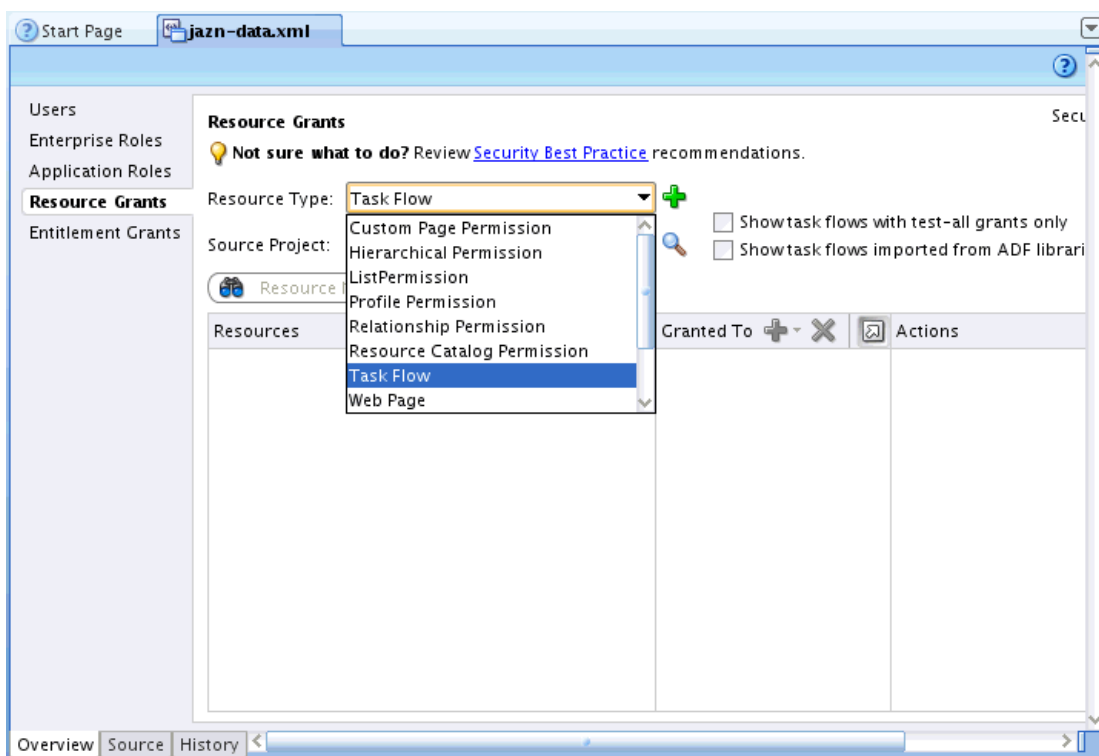 Start Page
jazn-data.xml
Users
Enterprise Roles
Application Roles
Resource Grants
Entitlement Grants
Resource Grants
Not sure what to do? Review Security Best Practice recommendations.
Resource Type: Task Flow
Custom Page Permission
Hierarchical Permission
ListPermission
Profile Permission
Relationship Permission
Resource Catalog Permission
Task Flow
Web Page
Source Project:
Show task flows with test-all grants only
Show task flows imported from ADF
Resource
Resources
Granted To
Actions
Overview Source History